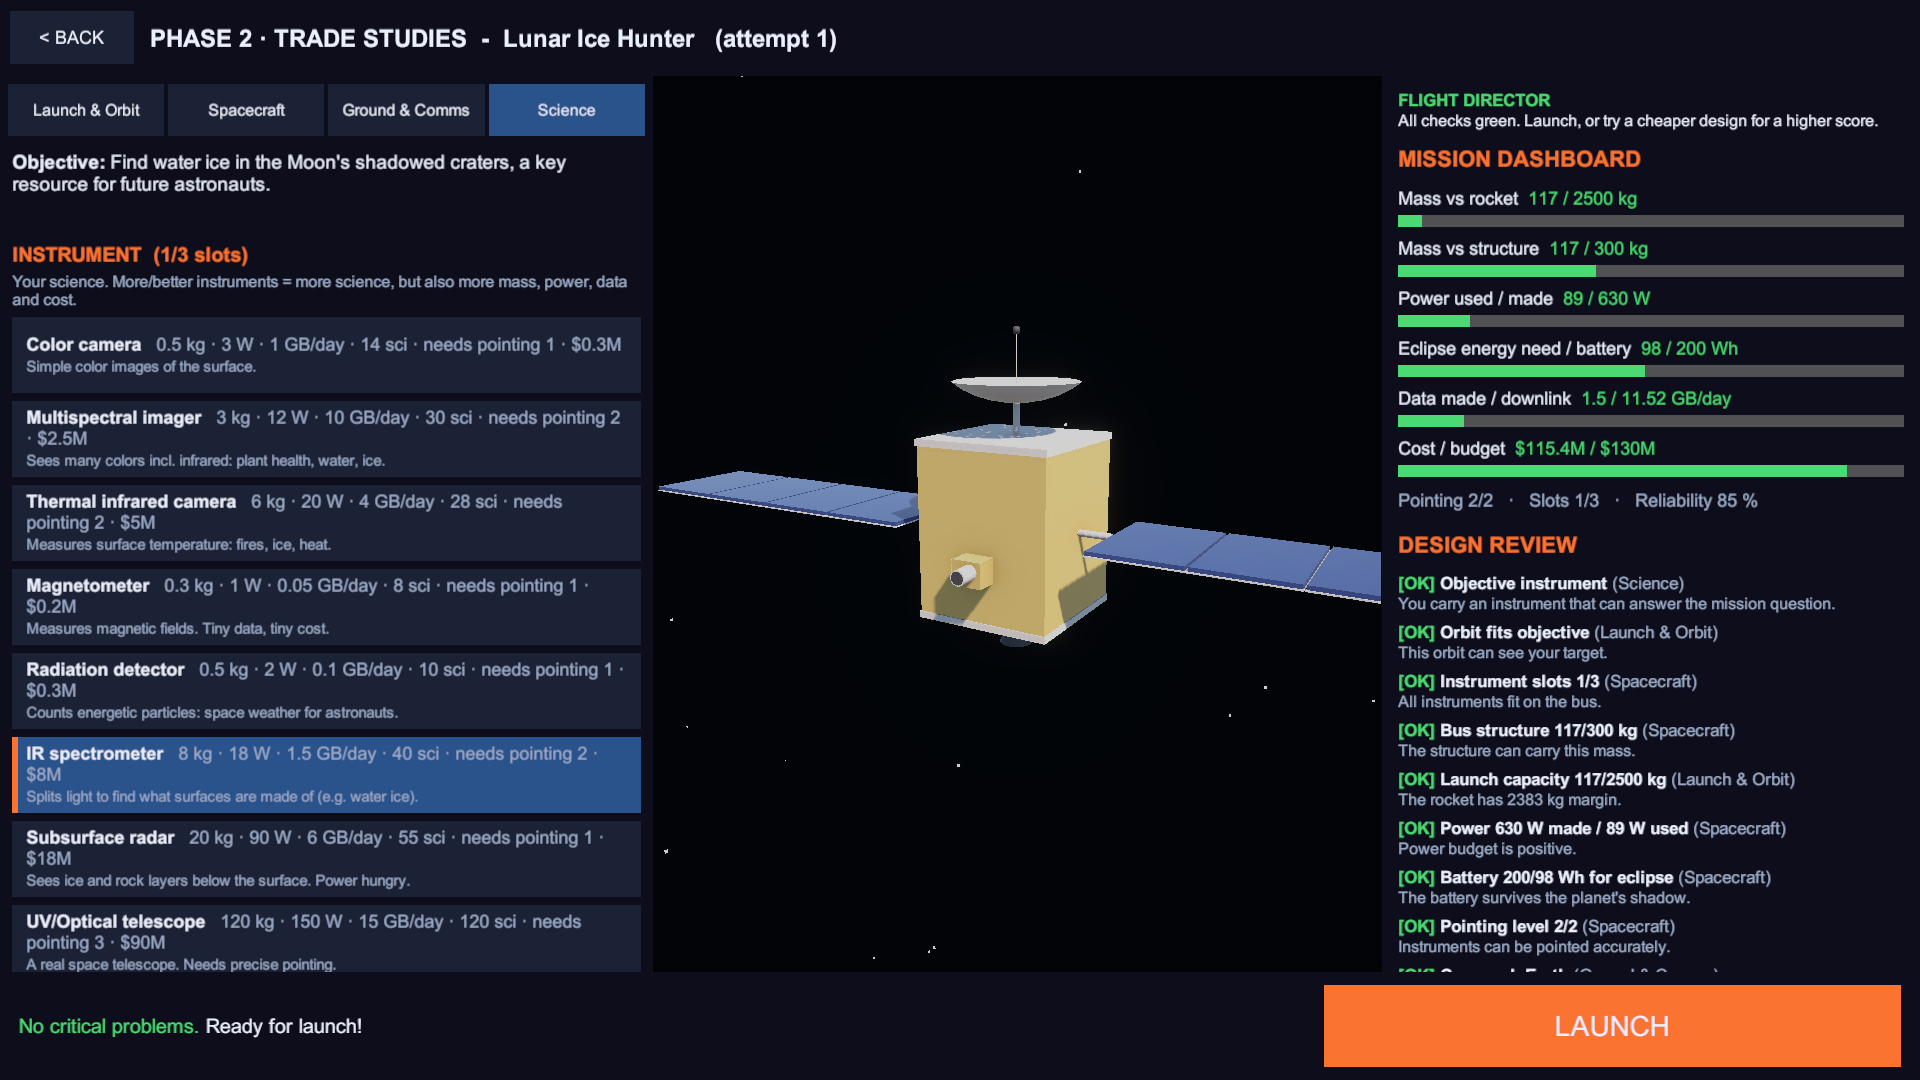 < BACK
PHASE 2 · TRADE STUDIES - Lunar Ice Hunter (attempt 1)
Launch & Orbit
Spacecraft
Ground & Comms
Science
Objective: Find water ice in the Moon's shadowed craters, a key
resource for future astronauts.
INSTRUMENT (1/3 slots)
Your science. More/better instruments = more science, but also more mass, power, data
and cost.
Color camera 0.5 kg · 3 W · 1 GB/day · 14 sci · needs pointing 1 · $0.3M
Simple color images of the surface.
Multispectral imager 3 kg · 12 W · 10 GB/day · 30 sci · needs pointing 2
· $2.5M
Sees many colors incl. infrared: plant health, water, ice.
Thermal infrared camera 6 kg · 20 W · 4 GB/day · 28 sci · needs
pointing 2 · $5M
Measures surface temperature: fires, ice, heat.
Magnetometer 0.3 kg · 1 W · 0.05 GB/day · 8 sci · needs pointing 1 ·
$0.2M
Measures magnetic fields. Tiny data, tiny cost.
Radiation detector 0.5 kg · 2 W · 0.1 GB/day · 10 sci · needs pointing 1 ·
$0.3M
Counts energetic particles: space weather for astronauts.
IR spectrometer 8 kg · 18 W · 1.5 GB/day · 40 sci · needs pointing 2 ·
$8M
Splits light to find what surfaces are made of (e.g. water ice).
Subsurface radar 20 kg · 90 W · 6 GB/day · 55 sci · needs pointing 1 ·
$18M
Sees ice and rock layers below the surface. Power hungry.
UV/Optical telescope 120 kg · 150 W · 15 GB/day · 120 sci · needs
pointing 3 · $90M
A real space telescope. Needs precise pointing.
No critical problems. Ready for launch!
FLIGHT DIRECTOR
All checks green. Launch, or try a cheaper design for a higher score.
MISSION DASHBOARD
Mass vs rocket 117 / 2500 kg
Mass vs structure 117 / 300 kg
Power used / made 89 / 630 W
Eclipse energy need / battery 98 / 200 Wh
Data made / downlink 1.5 / 11.52 GB/day
Cost / budget $115.4M / $130M
Pointing 2/2 · Slots 1/3 · Reliability 85 %
DESIGN REVIEW
[OK] Objective instrument (Science)
You carry an instrument that can answer the mission question.
[OK] Orbit fits objective (Launch & Orbit)
This orbit can see your target.
[OK] Instrument slots 1/3 (Spacecraft)
All instruments fit on the bus.
[OK] Bus structure 117/300 kg (Spacecraft)
The structure can carry this mass.
[OK] Launch capacity 117/2500 kg (Launch & Orbit)
The rocket has 2383 kg margin.
[OK] Power 630 W made / 89 W used (Spacecraft)
Power budget is positive.
[OK] Battery 200/98 Wh for eclipse (Spacecraft)
The battery survives the planet's shadow.
[OK] Pointing level 2/2 (Spacecraft)
Instruments can be pointed accurately.
LAUNCH